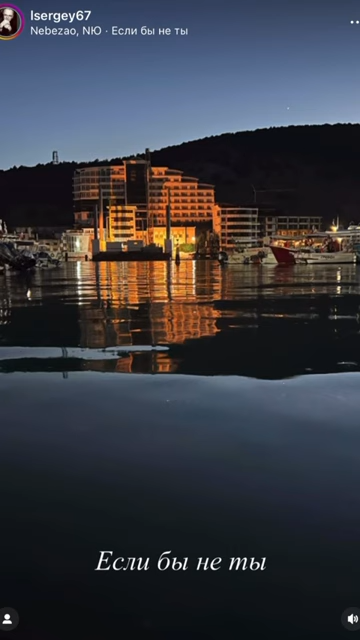 lsergey67
Nebezao, NЮ · Если бы не ты
Если бы не ты